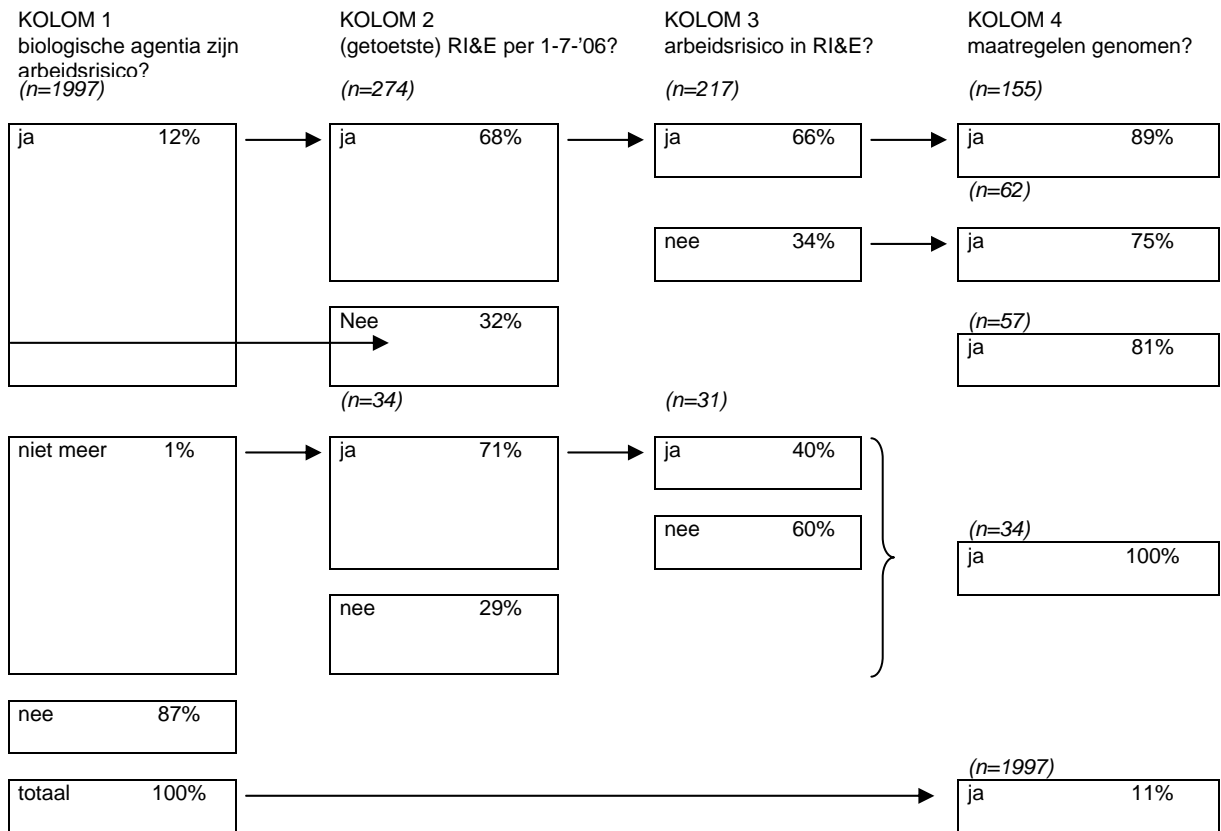 KOLOM 1
biologische agentia zijn
arbeidsrisico?
(n=1997)
KOLOM 2
(getoetste) RI&E per 1-7-'06?
(n=274)
KOLOM 3
arbeidsrisico in RI&E?
(n=217)
KOLOM 4
maatregelen genomen?
(n=155)
ja 12%
ja 68%
ja 66%
ja 89%
(n=62)
nee 34%
ja 75%
Nee 32%
(n=57)
ja 81%
(n=34)
(n=31)
niet meer 1%
ja 71%
ja 40%
nee 60%
(n=34)
ja 100%
nee 29%
nee 87%
(n=1997)
totaal 100%
ja 11%